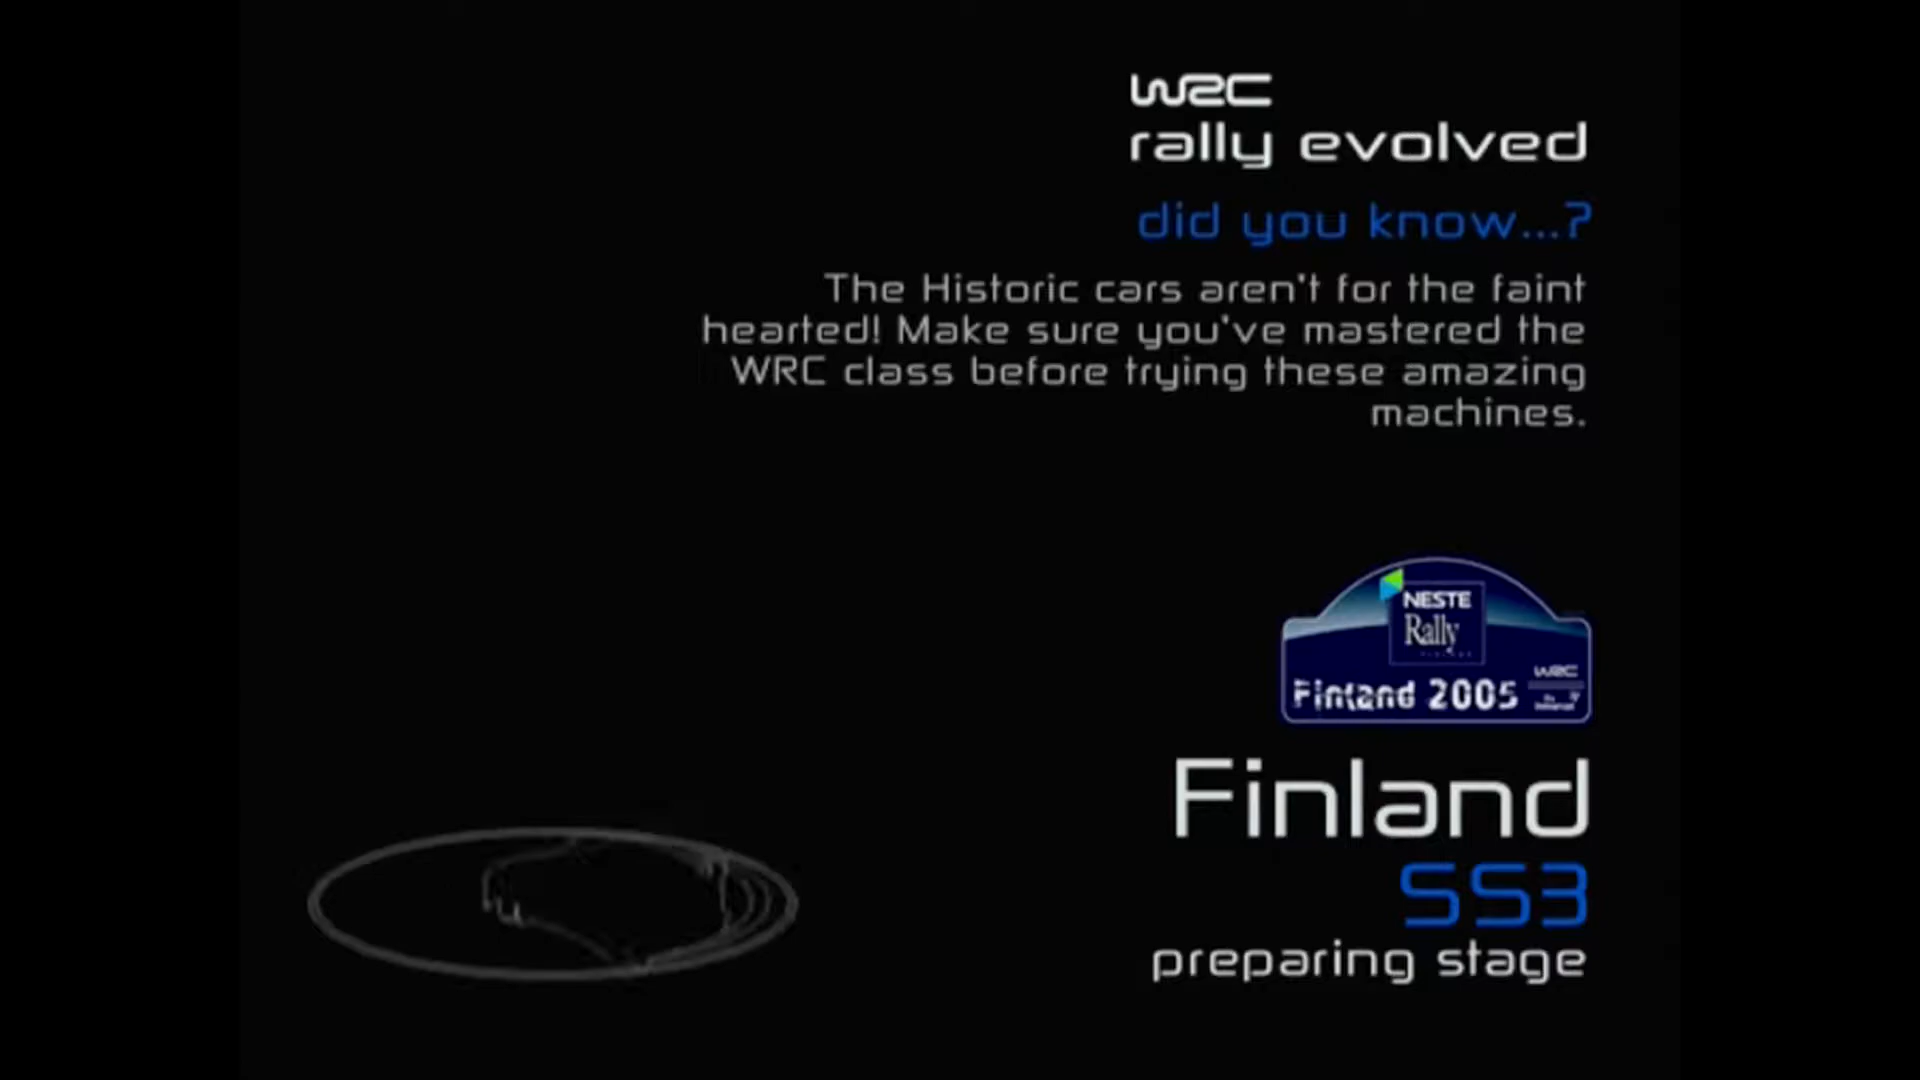 WRC
rally evolved
did you know...?
The Historic cars aren't for the faint
hearted! Make sure you've mastered the
WRC class before trying these amazing
machines.
NESTE
Rally
WRC
Finland 2005
Finland
SS3
preparing stage